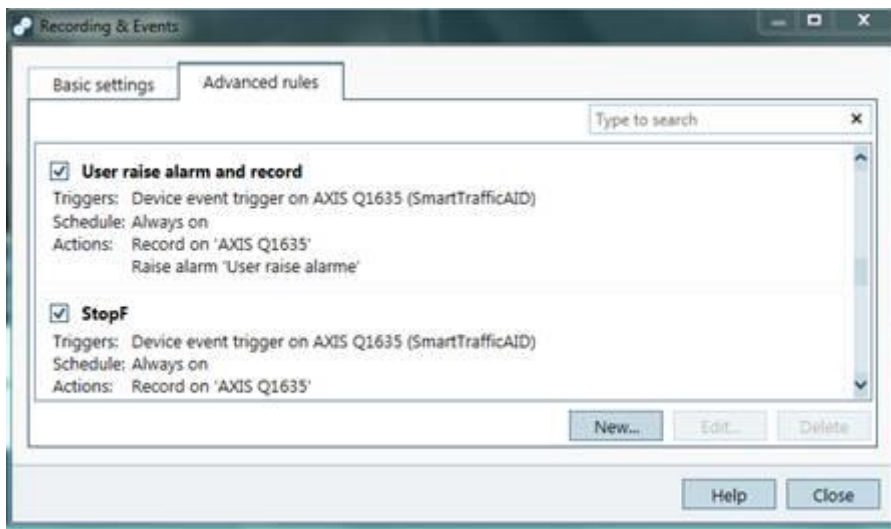 Recording & Events
Basic settings
Advanced rules
Type to search
User raise alarm and record
Triggers: Device event trigger on AXIS Q1635 (SmartTrafficAID)
Schedule: Always on
Actions: Record on 'AXIS Q1635'
Raise alarm 'User raise alarme'
StopF
Triggers: Device event trigger on AXIS Q1635 (SmartTrafficAID)
Schedule: Always on
Actions: Record on 'AXIS Q1635'
New... Edit... Delete
Help Close